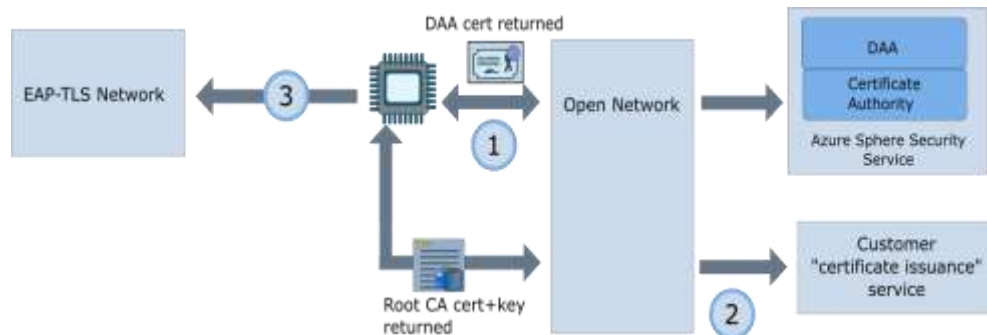 DAA cert returned
EAP-TLS Network
3
1
Open Network
DAA
Certificate
Authority
Azure Sphere Security
Service
Root CA cert+key
returned
2
Customer
"certificate issuance"
service